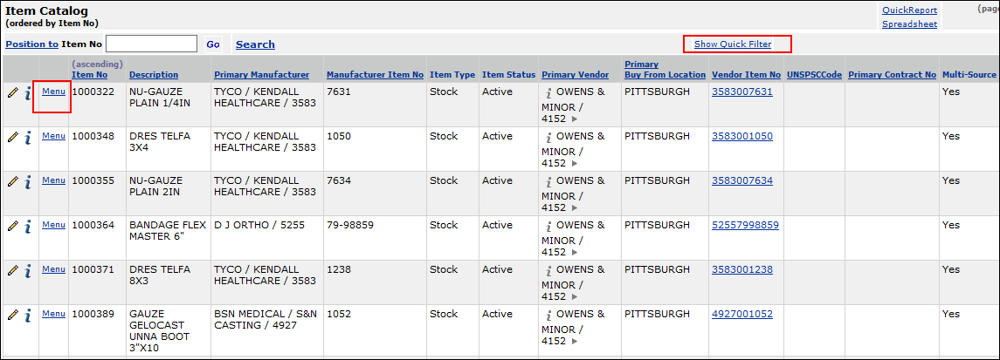 Item Catalog
(ordered by Item No)
QuickReport
Spreadsheet
(page
Position to Item No Go Search Show Quick Filter
(ascending)
Item No Description Primary Manufacturer Manufacturer Item No Item Type Item Status Primary Vendor Primary Buy From Location Vendor Item No UNSPSCCode Primary Contract No Multi-Source
Menu 1000322 NU-GAUZE TYCO / KENDALL 7631 Stock Active OWENS & PITTSBURGH 3583007631 Yes
PLAIN 1/4IN HEALTHCARE / 3583 MINOR /
4152
Menu 1000348 DRES TELFA TYCO / KENDALL 1050 Stock Active OWENS & PITTSBURGH 3583001050 Yes
3X4 HEALTHCARE / 3583 MINOR /
4152
Menu 1000355 NU-GAUZE TYCO / KENDALL 7634 Stock Active OWENS & PITTSBURGH 3583007634 Yes
PLAIN 2IN HEALTHCARE / 3583 MINOR /
4152
Menu 1000364 BANDAGE FLEX D J ORTHO / 5255 79-98859 Stock Active OWENS & PITTSBURGH 52557998859 Yes
MASTER 6" MINOR /
4152
Menu 1000371 DRES TELFA TYCO / KENDALL 1238 Stock Active OWENS & PITTSBURGH 3583001238 Yes
8X3 HEALTHCARE / 3583 MINOR /
4152
Menu 1000389 GAUZE BSN MEDICAL / S&N 1052 Stock Active OWENS & PITTSBURGH 4927001052 Yes
GELOCAST CASTING / 4927 MINOR /
UNNA BOOT 4152
3"X10